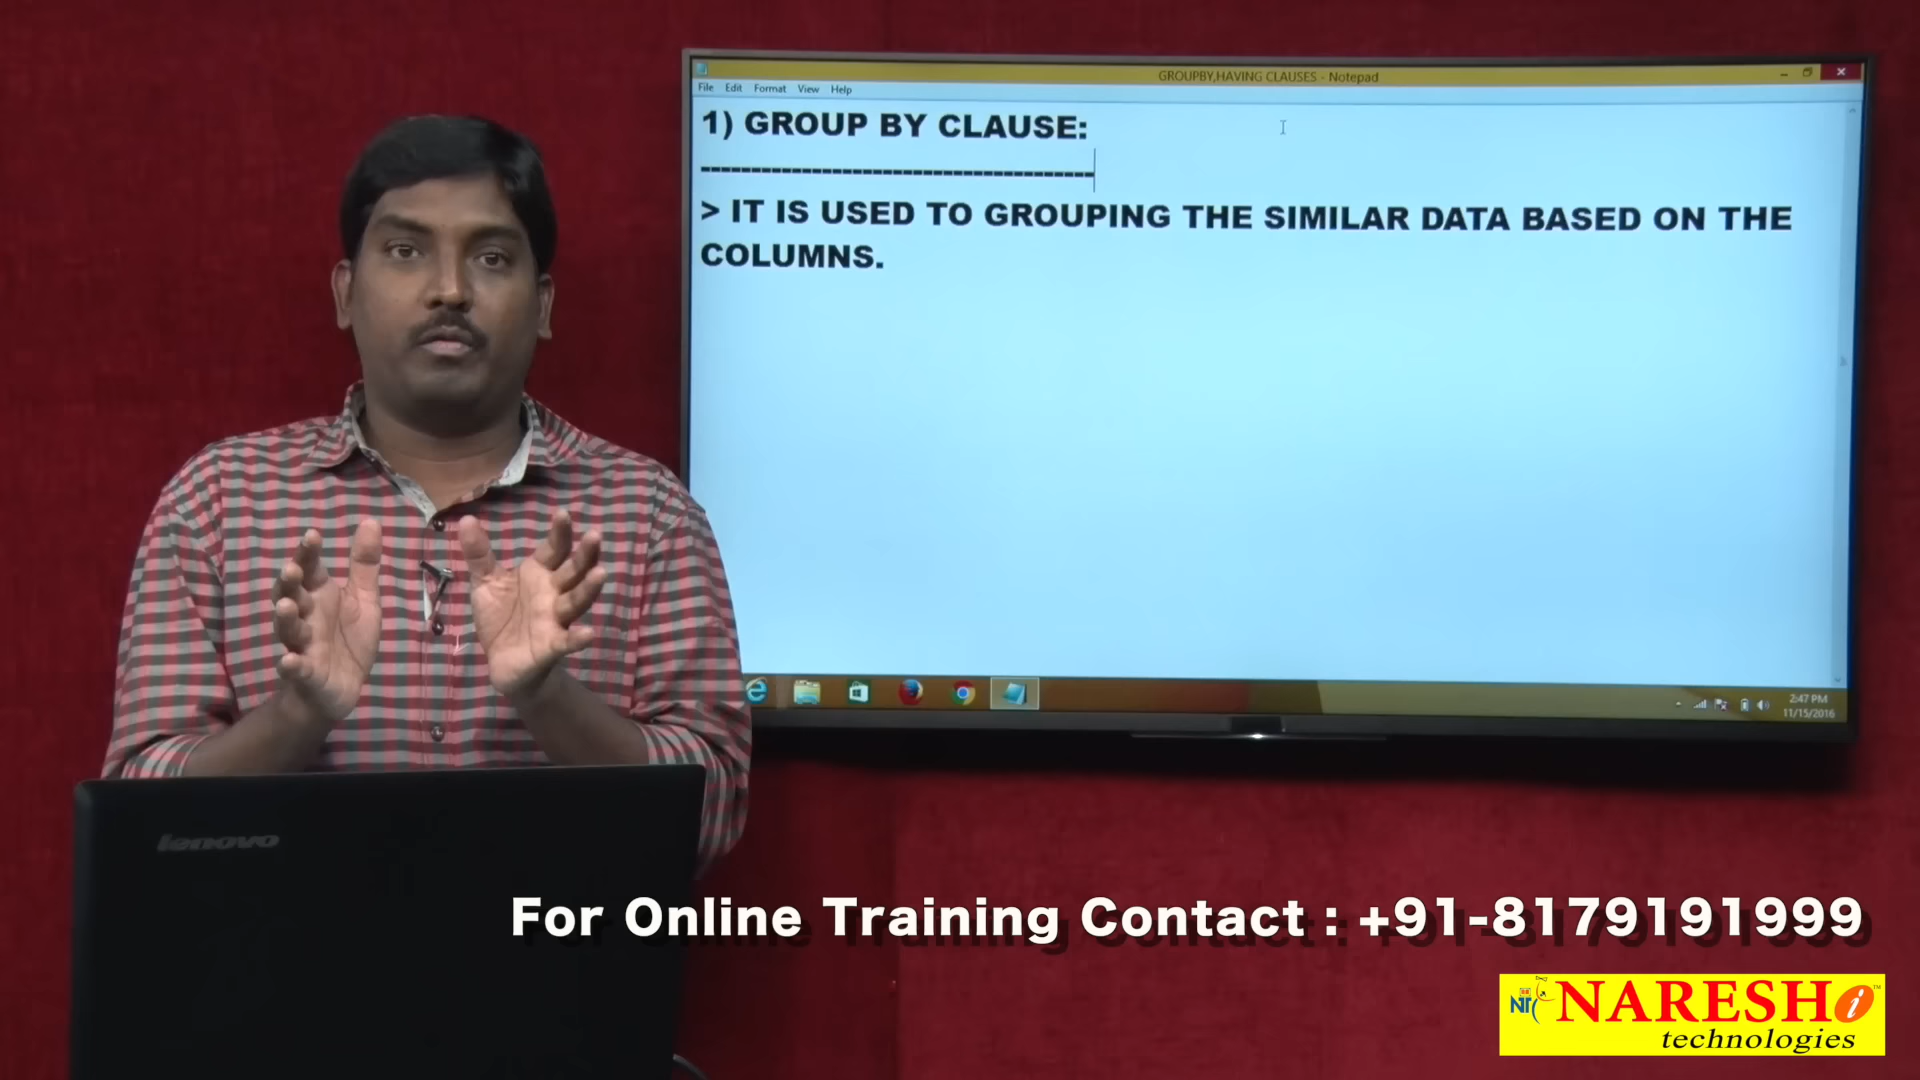 GROUPBY,HAVING CLAUSES - Notepad
File Edit Format View Help
1) GROUP BY CLAUSE:
---------------------------------------
> IT IS USED TO GROUPING THE SIMILAR DATA BASED ON THE
COLUMNS.
2:47 PM
11/15/2016
lenovo
For Online Training Contact : +91-8179191999
NT
NARESH i ™
technologies